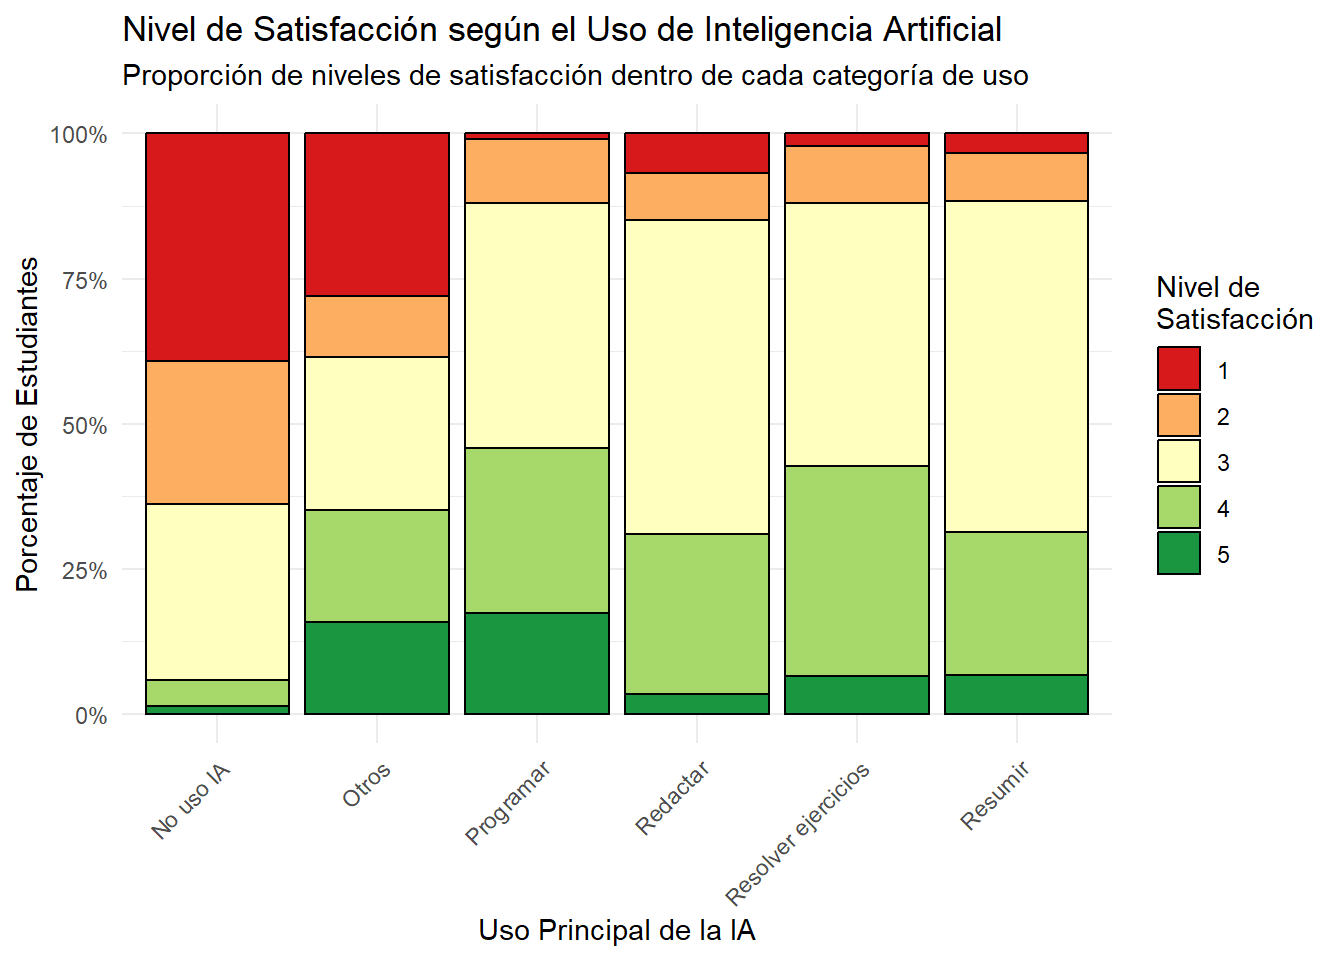 Nivel de Satisfacción según el Uso de Inteligencia Artificial
Proporción de niveles de satisfacción dentro de cada categoría de uso
Porcentaje de Estudiantes
100%
75%
50%
25%
0%
No uso IA
Otros
Programar
Redactar
Resolver ejercicios
Resumir
Uso Principal de la IA
Nivel de
Satisfacción
1
2
3
4
5